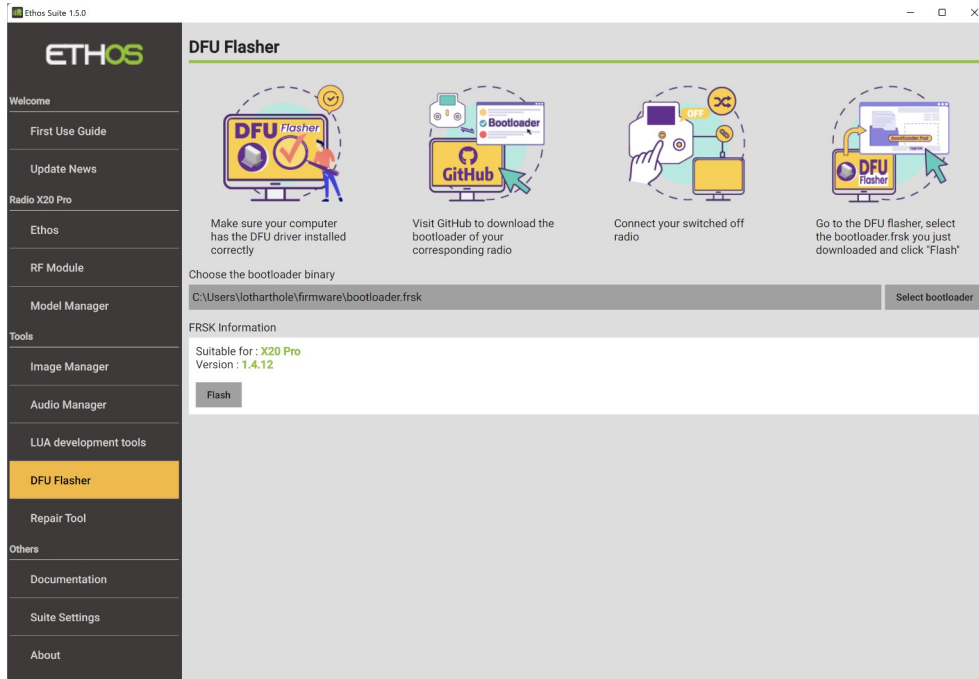 Ethos Suite 1.5.0
ETHOS
Welcome
First Use Guide
Update News
Radio X20 Pro
Ethos
RF Module
Model Manager
Tools
Image Manager
Audio Manager
LUA development tools
DFU Flasher
Repair Tool
Others
Documentation
Suite Settings
About
DFU Flasher
DFU Flasher
Bootloader
GitHub
OFF
bootloader.frsk
DFU
Flasher
Make sure your computer
has the DFU driver installed
correctly
Visit GitHub to download the
bootloader of your
corresponding radio
Connect your switched off
radio
Go to the DFU flasher, select
the bootloader.frsk you just
downloaded and click "Flash"
Choose the bootloader binary
C:\Users\lotharthole\firmware\bootloader.frsk
Select bootloader
FRSK Information
Suitable for : X20 Pro
Version : 1.4.12
Flash